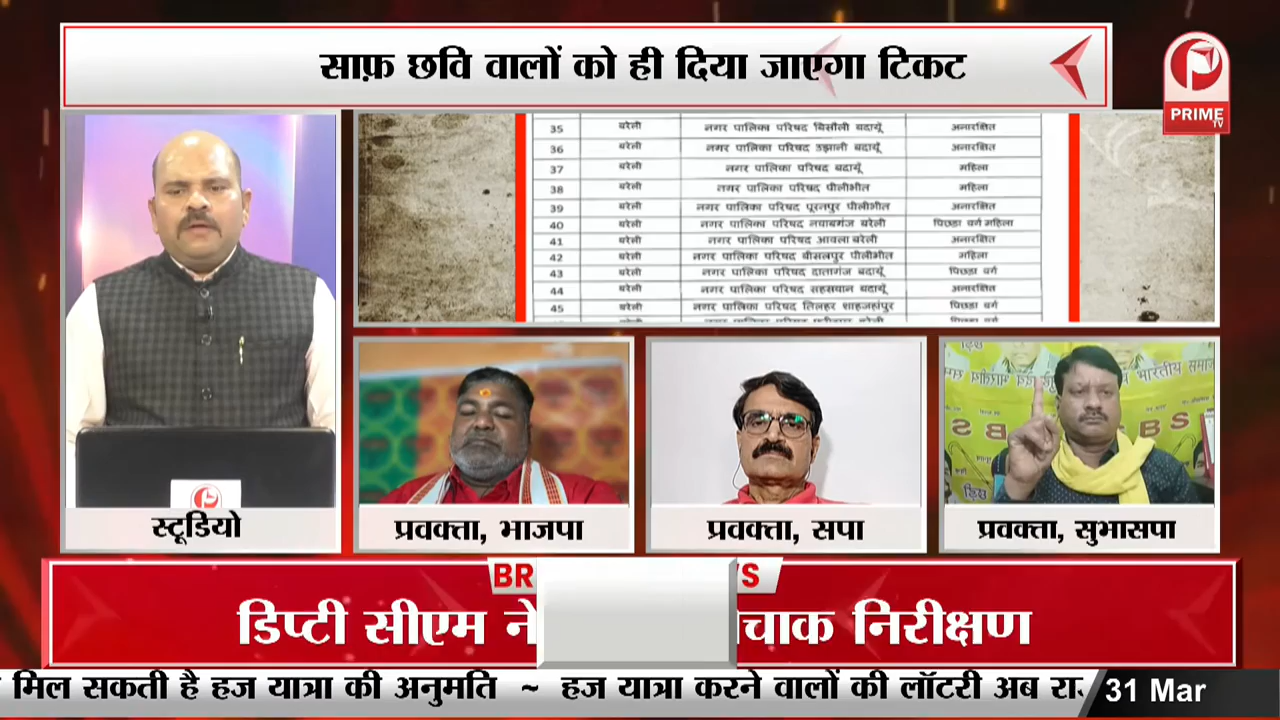 साफ़ छवि वालों को ही दिया जाएगा टिकट
PRIME
TV
35 बरेली नगर पालिका परिषद बिसौली बदायूँ अनारक्षित
36 बरेली नगर पालिका परिषद उझानी बदायूँ अनारक्षित
37 बरेली नगर पालिका परिषद बदायूँ महिला
38 बरेली नगर पालिका परिषद पीलीभीत महिला
39 बरेली नगर पालिका परिषद पूरनपुर पीलीभीत अनारक्षित
40 बरेली नगर पालिका परिषद नवाबगंज बरेली पिछड़ा वर्ग महिला
41 बरेली नगर पालिका परिषद आवला बरेली अनारक्षित
42 बरेली नगर पालिका परिषद बीसलपुर पीलीभीत महिला
43 बरेली नगर पालिका परिषद दातागंज बदायूँ पिछडा वर्ग
44 बरेली नगर पालिका परिषद सहसवान बदायूँ अनारक्षित
45 बरेली नगर पालिका परिषद तिलहर शाहजहांपुर पिछडा वर्ग
स्टूडियो
प्रवक्ता, भाजपा
प्रवक्ता, सपा
प्रवक्ता, सुभासपा
BR WS
डिप्टी सीएम ने चाक निरीक्षण
मिल सकती है हज यात्रा की अनुमति ~ हज यात्रा करने वालों की लॉटरी अब
31 Mar